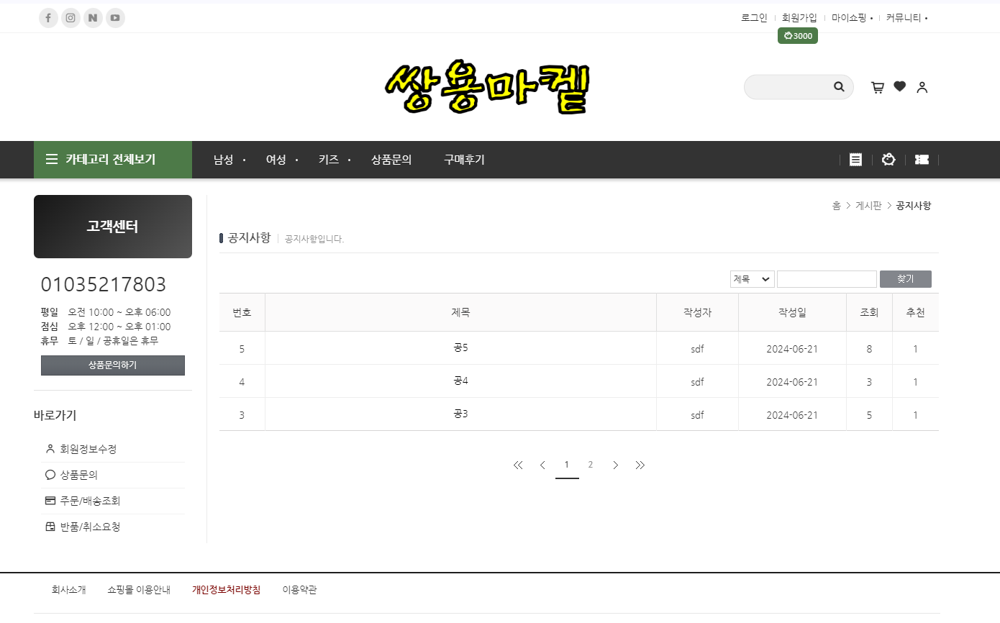 로그인 회원가입 마이쇼핑 커뮤니티
3000
쌍용마켙
카테고리 전체보기 남성 여성 키즈 상품문의 구매후기
고객센터
01035217803
평일 오전 10:00 ~ 오후 06:00
점심 오후 12:00 ~ 오후 01:00
휴무 토 / 일 / 공휴일은 휴무
상품문의하기
바로가기
회원정보수정
상품문의
주문/배송조회
반품/취소요청
홈 > 게시판 > 공지사항
공지사항 공지사항입니다.
제목 찾기
번호 제목 작성자 작성일 조회 추천
5 공5 sdf 2024-06-21 8 1
4 공4 sdf 2024-06-21 3 1
3 공3 sdf 2024-06-21 5 1
1 2
회사소개 쇼핑몰 이용안내 개인정보처리방침 이용약관